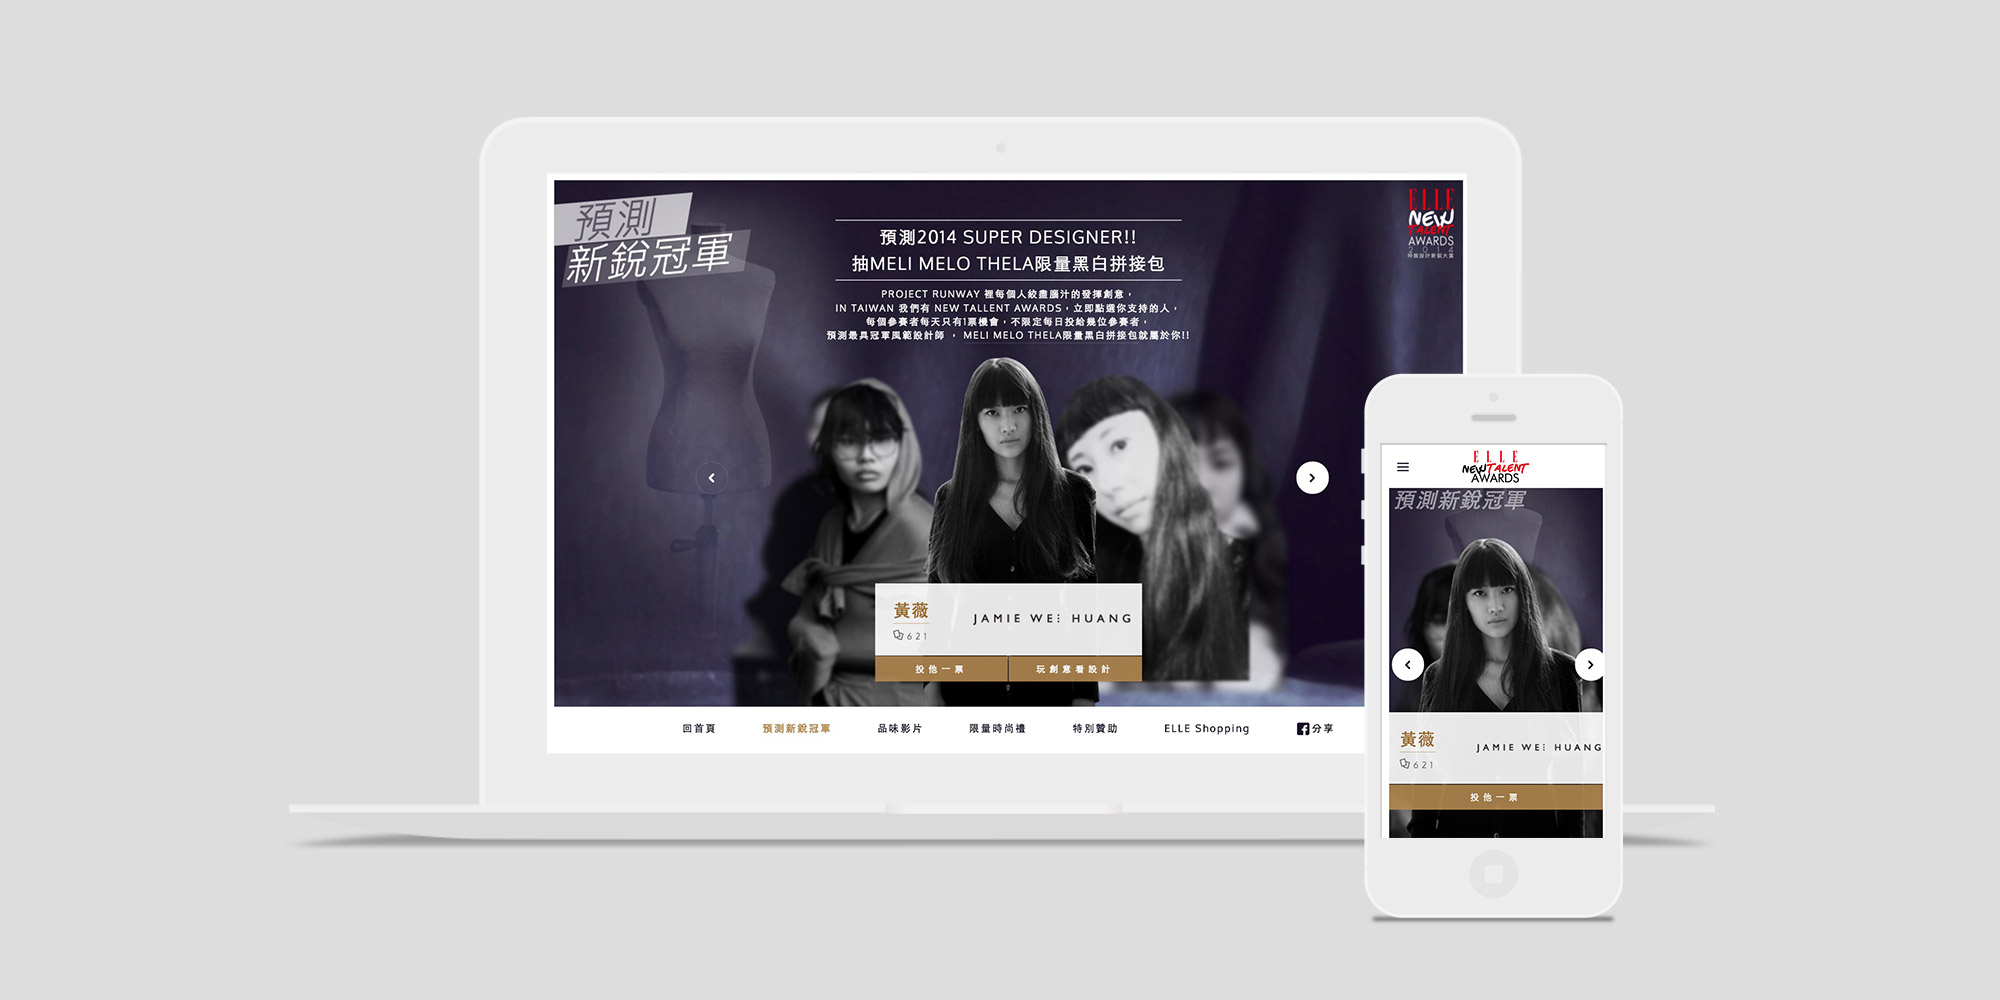 預測
新銳冠軍
預測2014 SUPER DESIGNER!!
抽MELI MELO THELA限量黑白拼接包
PROJECT RUNWAY 裡每個人絞盡腦汁的發揮創意，
IN TAIWAN 我們有 NEW TALLENT AWARDS，立即點選你支持的人，
每個參賽者每天只有1票機會，不限定每日投給幾位參賽者，
預測最具冠軍風範設計師 ， MELI MELO THELA限量黑白拼接包就屬於你!!
ELLE
NEW
TALENT
AWARDS
2014
時裝設計新銳大賞
黃薇
621
JAMIE WEI HUANG
投他一票
玩創意看設計
回首頁
預測新銳冠軍
品味影片
限量時尚禮
特別贊助
ELLE Shopping
分享
ELLE
NEW TALENT
AWARDS
預測新銳冠軍
黃薇
621
JAMIE WEI HUANG
投他一票